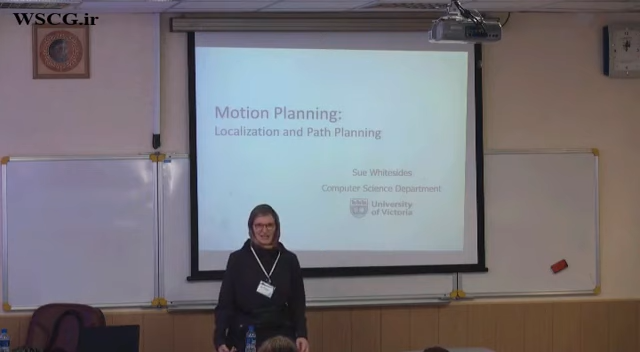 WSCG.ir
Motion Planning:
Localization and Path Planning
Sue Whitesides
Computer Science Department
University
of Victoria